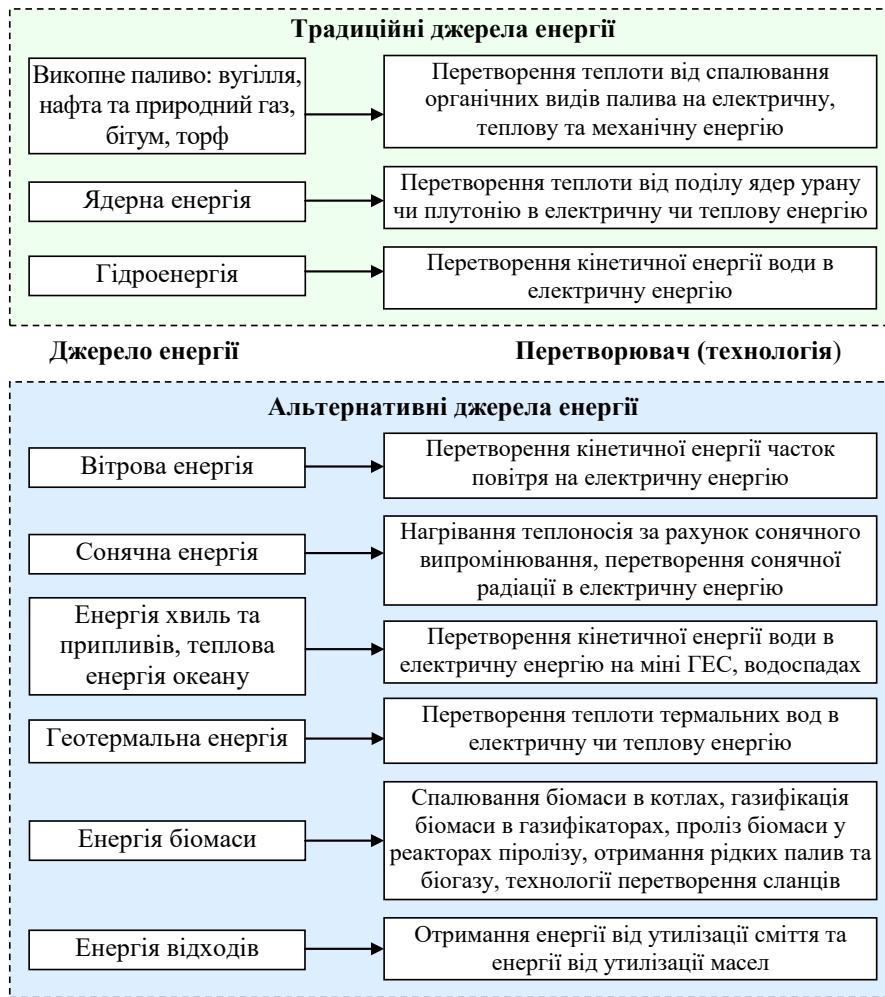 Традиційні джерела енергії
Викопне паливо: вугілля,
нафта та природний газ,
бітум, торф
Перетворення теплоти від спалювання
органічних видів палива на електричну,
теплову та механічну енергію
Ядерна енергія
Перетворення теплоти від поділу ядер урану
чи плутонію в електричну чи теплову енергію
Гідроенергія
Перетворення кінетичної енергії води в
електричну енергію
Джерело енергії
Перетворювач (технологія)
Альтернативні джерела енергії
Вітрова енергія
Перетворення кінетичної енергії часток
повітря на електричну енергію
Сонячна енергія
Нагрівання теплоносія за рахунок сонячного
випромінювання, перетворення сонячної
радіації в електричну енергію
Енергія хвиль та
припливів, теплова
енергія океану
Перетворення кінетичної енергії води в
електричну енергію на міні ГЕС, водоспадах
Геотермальна енергія
Перетворення теплоти термальних вод в
електричну чи теплову енергію
Енергія біомаси
Спалювання біомаси в котлах, газифікація
біомаси в газифікаторах, проліз біомаси у
реакторах піролізу, отримання рідких палив та
біогазу, технології перетворення сланців
Енергія відходів
Отримання енергії від утилізації сміття та
енергії від утилізації масел